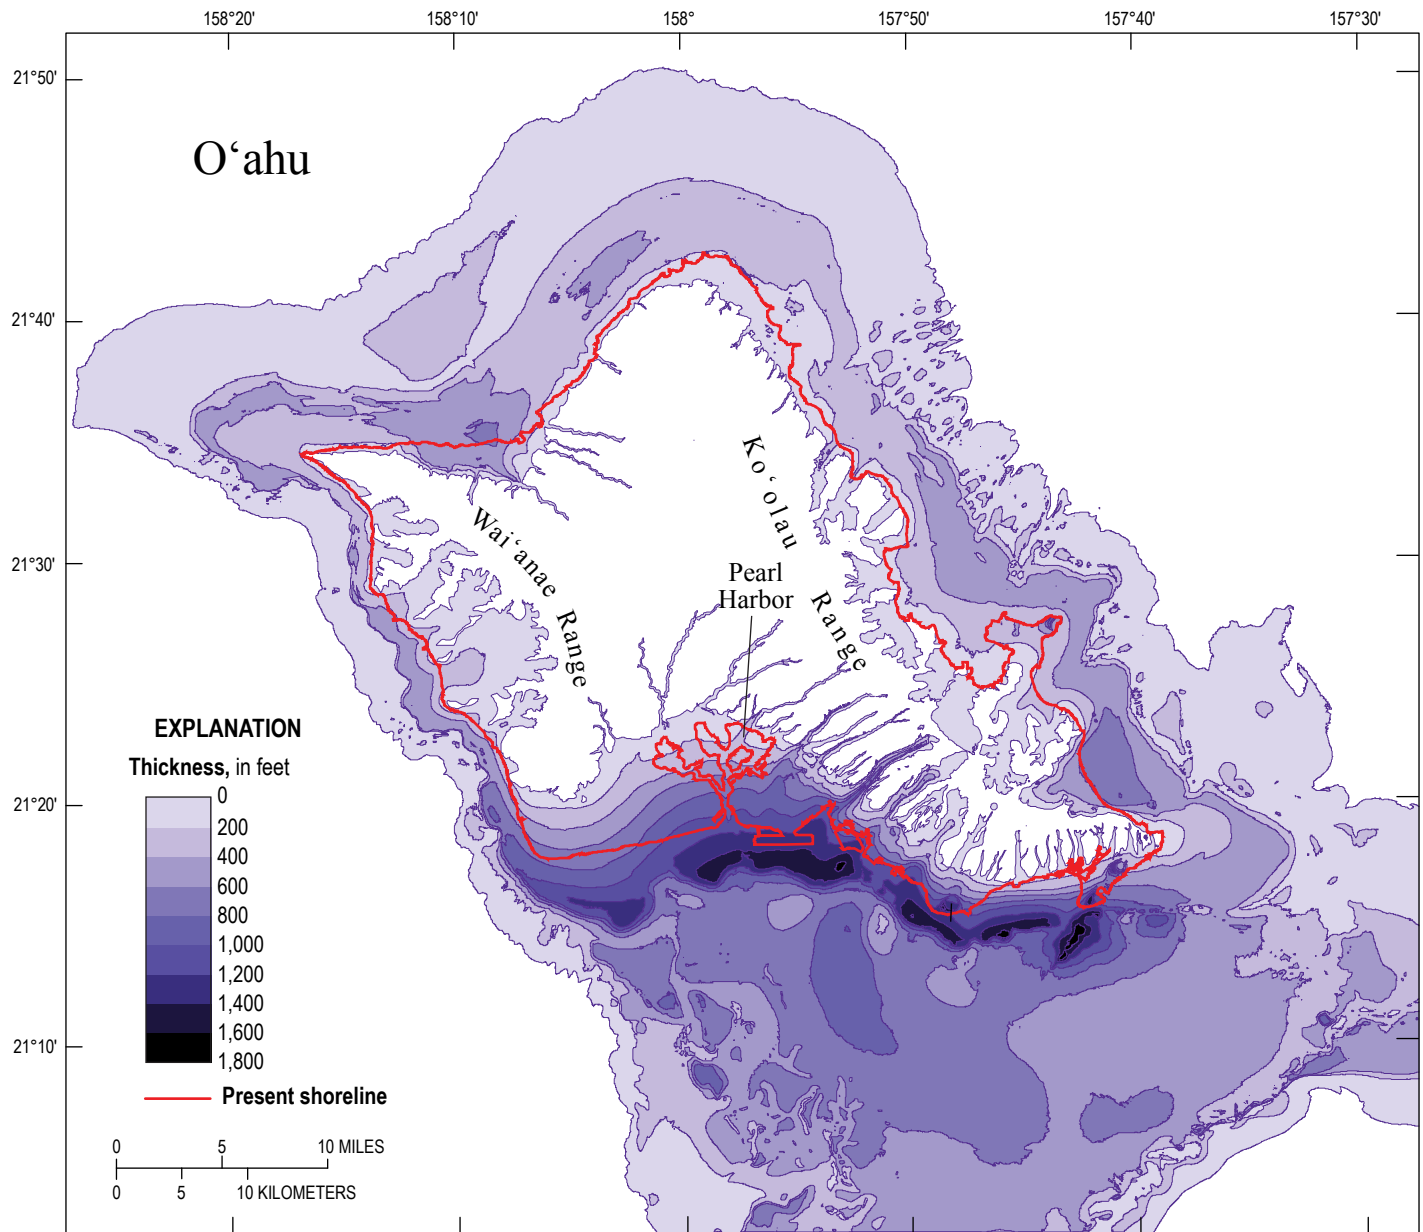 158°20' 158°10' 158° 157°50' 157°40' 157°30'
21°50'
O‘ahu
21°40'
Ko‘olau Range
21°30'
Wai‘anae Range
Pearl
Harbor
EXPLANATION
Thickness, in feet
0
200
400
600
800
1,000
1,200
1,400
1,600
1,800
21°20'
21°10'
Present shoreline
0 5 10 MILES
0 5 10 KILOMETERS